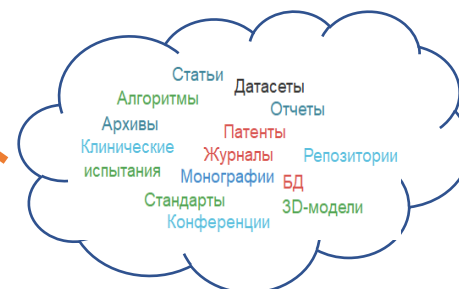 Статьи
Датасеты
Алгоритмы
Отчеты
Архивы
Патенты
Клинические
испытания
Журналы
Репозитории
Монографии
БД
Стандарты
3D-модели
Конференции